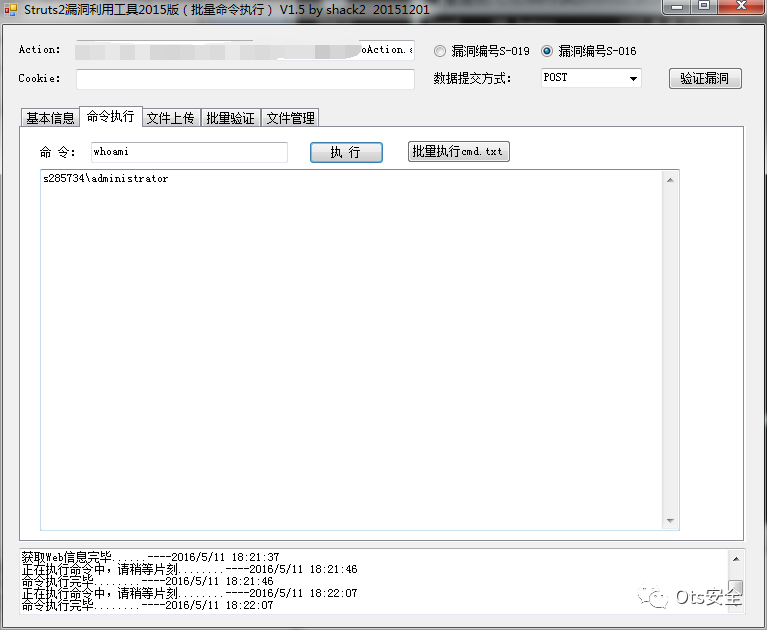 Struts2漏洞利用工具2015版（批量命令执行） V1.5 by shack2 20151201
Action: oAction.
漏洞编号S-019 漏洞编号S-016
Cookie: 数据提交方式: POST 验证漏洞
基本信息 命令执行 文件上传 批量验证 文件管理
命 令: whoami 执 行 批量执行cmd.txt
s285734\administrator
获取Web信息完毕......----2016/5/11 18:21:37
正在执行命令中，请稍等片刻........----2016/5/11 18:21:46
命令执行完毕........----2016/5/11 18:21:46
正在执行命令中，请稍等片刻........----2016/5/11 18:22:07
命令执行完毕........----2016/5/11 18:22:07
Ots安全